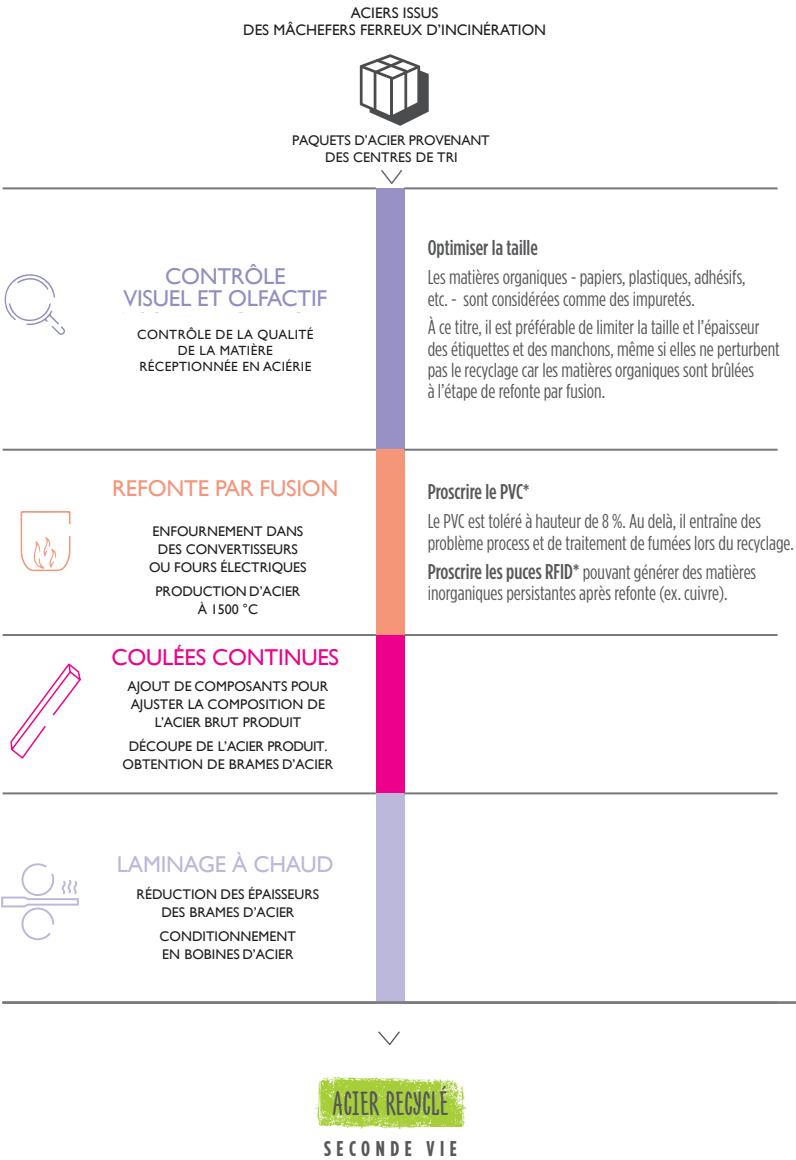 ACIERS ISSUS
DES MÂCHEFERS FERREUX D'INCINÉRATION
PAQUETS D'ACIER PROVENANT
DES CENTRES DE TRI
CONTRÔLE
VISUEL ET OLFACTIF
CONTRÔLE DE LA QUALITÉ
DE LA MATIÈRE
RÉCEPTIONNÉE EN ACIÉRIE
Optimiser la taille
Les matières organiques - papiers, plastiques, adhésifs,
etc. - sont considérées comme des impuretés.
À ce titre, il est préférable de limiter la taille et l'épaisseur
des étiquettes et des manchons, même si elles ne perturbent
pas le recyclage car les matières organiques sont brûlées
à l'étape de refonte par fusion.
REFONTE PAR FUSION
ENFOURNEMENT DANS
DES CONVERTISSEURS
OU FOURS ÉLECTRIQUES
PRODUCTION D'ACIER
À 1500 °C
Proscrire le PVC*
Le PVC est toléré à hauteur de 8 %. Au delà, il entraîne des
problème process et de traitement de fumées lors du recyclage.
Proscrire les puces RFID* pouvant générer des matières
inorganiques persistantes après refonte (ex. cuivre).
COULÉES CONTINUES
AJOUT DE COMPOSANTS POUR
AJUSTER LA COMPOSITION DE
L'ACIER BRUT PRODUIT
DÉCOUPE DE L'ACIER PRODUIT.
OBTENTION DE BRAMES D'ACIER
LAMINAGE À CHAUD
RÉDUCTION DES ÉPAISSEURS
DES BRAMES D'ACIER
CONDITIONNEMENT
EN BOBINES D'ACIER
ACIER RECYCLÉ
SECONDE VIE